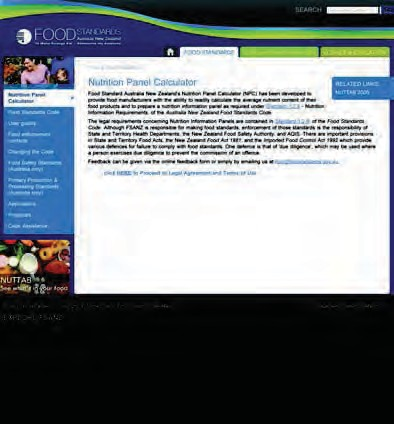 SEARCH
FOOD STANDARDS
Australia New Zealand
FOOD STANDARDS
Nutrition Panel
Calculator
Food Standards Code
User guides
Food enforcement
contacts
Changing the Code
Food Safety Standards
(Australia only)
Primary Production &
Processing Standards
(Australia only)
Applications
Proposals
Code Assistance
NUTTAB
See what's in your food
Nutrition Panel Calculator
Food Standard Australia New Zealand's Nutrition Panel Calculator (NPC) has been developed to
provide food manufacturers with the ability to readily calculate the average nutrient content of their
food products and to prepare a nutrition information panel as required under Standard 1.2.8 - Nutrition
Information Requirements, of the Australia New Zealand Food Standards Code.
The legal requirements concerning Nutrition Information Panels are contained in Standard 1.2.8 of the Food Standards
Code. Although FSANZ is responsible for making food standards, enforcement of those standards is the responsibility of
State and Territory Health Departments, the New Zealand Food Safety Authority, and AQIS. There are important provisions
in State and Territory Food Acts, the New Zealand Food Act 1981, and the Imported Food Control Act 1992 which provide
various defences for failure to comply with food standards. One defence is that of 'due diligence', which may be used where
a person exercises due diligence to prevent the commission of an offence.
Feedback can be given via the online feedback form or simply by emailing us at
click HERE to Proceed to Legal Agreement and Terms of Use
RELATED LINKS
NUTTAB 2006